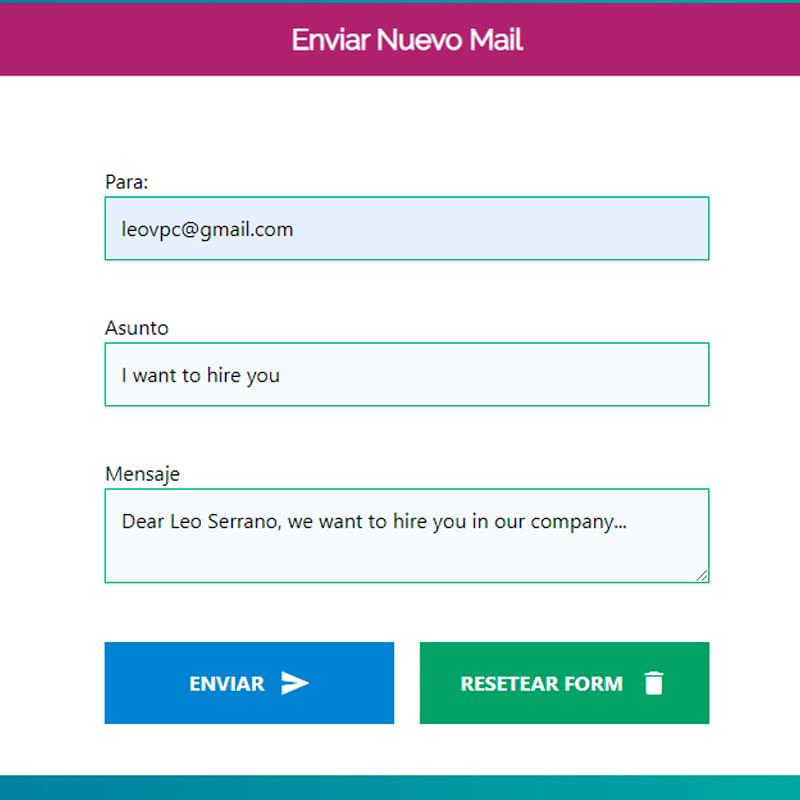 Enviar Nuevo Mail
Para:
leovpc@gmail.com
Asunto
I want to hire you
Mensaje
Dear Leo Serrano, we want to hire you in our company...
ENVIAR
RESETEAR FORM